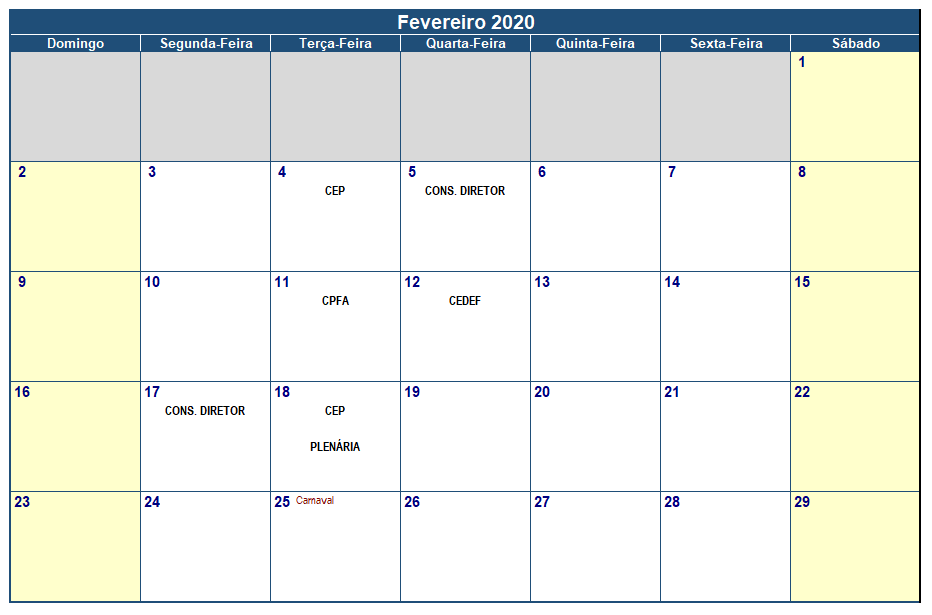 Fevereiro 2020
Domingo Segunda-Feira Terça-Feira Quarta-Feira Quinta-Feira Sexta-Feira Sábado
1
2 3 4 5 6 7 8
CEP CONS. DIRETOR
9 10 11 12 13 14 15
CPFA CEDEF
16 17 18 19 20 21 22
CONS. DIRETOR CEP
PLENÁRIA
23 24 25 Carnaval 26 27 28 29